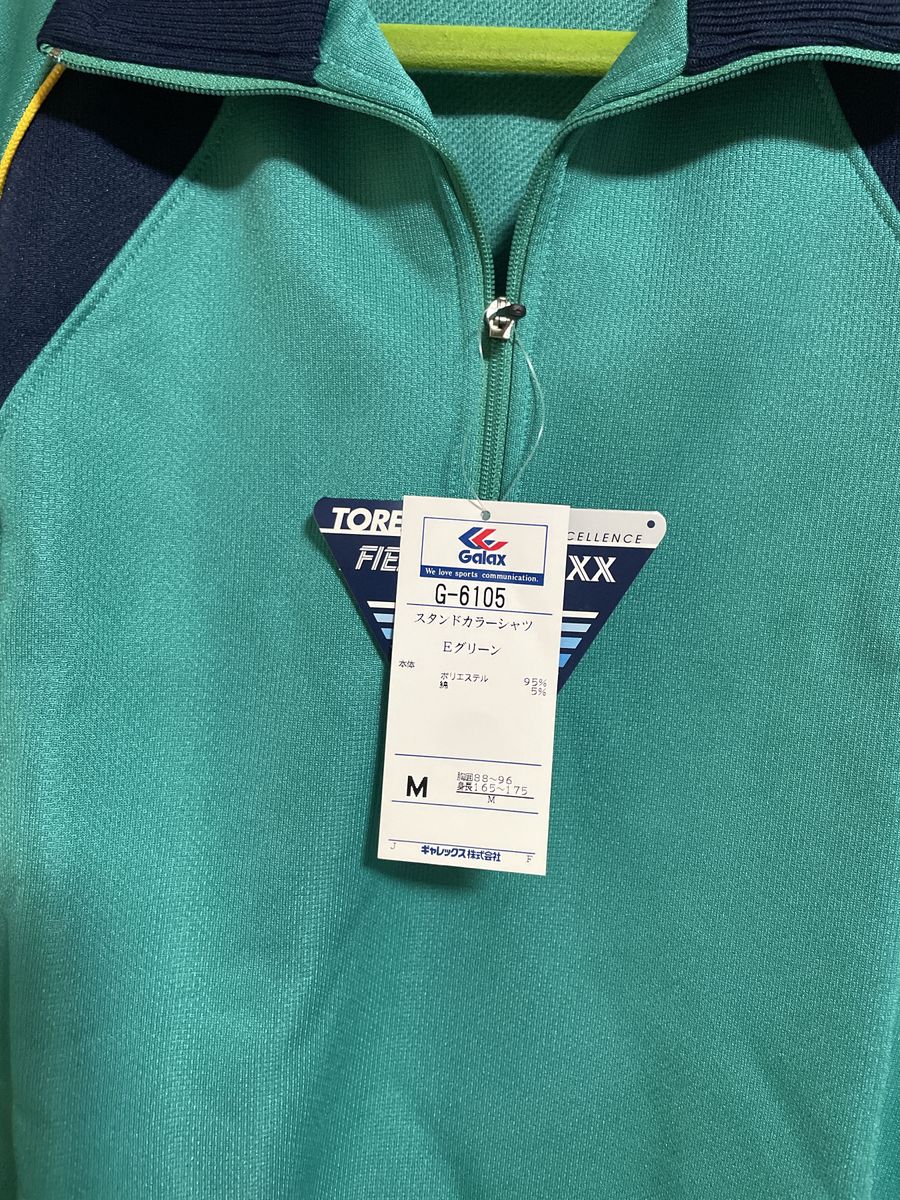 TORE
CELLENCE
FIE
XX
Galax
We love sports communication.
G-6105
スタンドカラーシャツ
Eグリーン
本体
ポリエステル 95%
綿 5%
M
胸囲88~96
身長165~175
M
J
F
ギャレックス株式会社